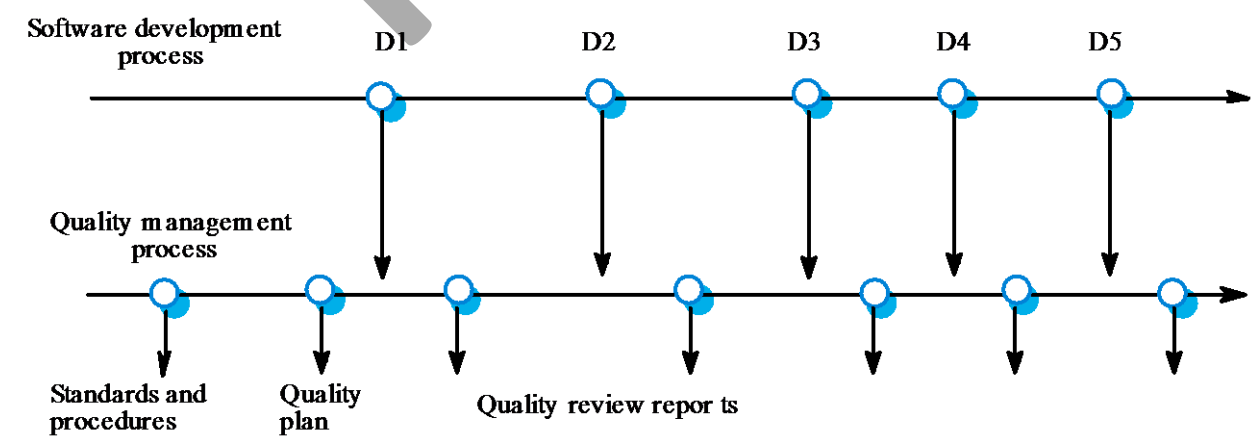 Software development
process
D1
D2
D3
D4
D5
Quality management
process
Standards and
procedures
Quality
plan
Quality review reports